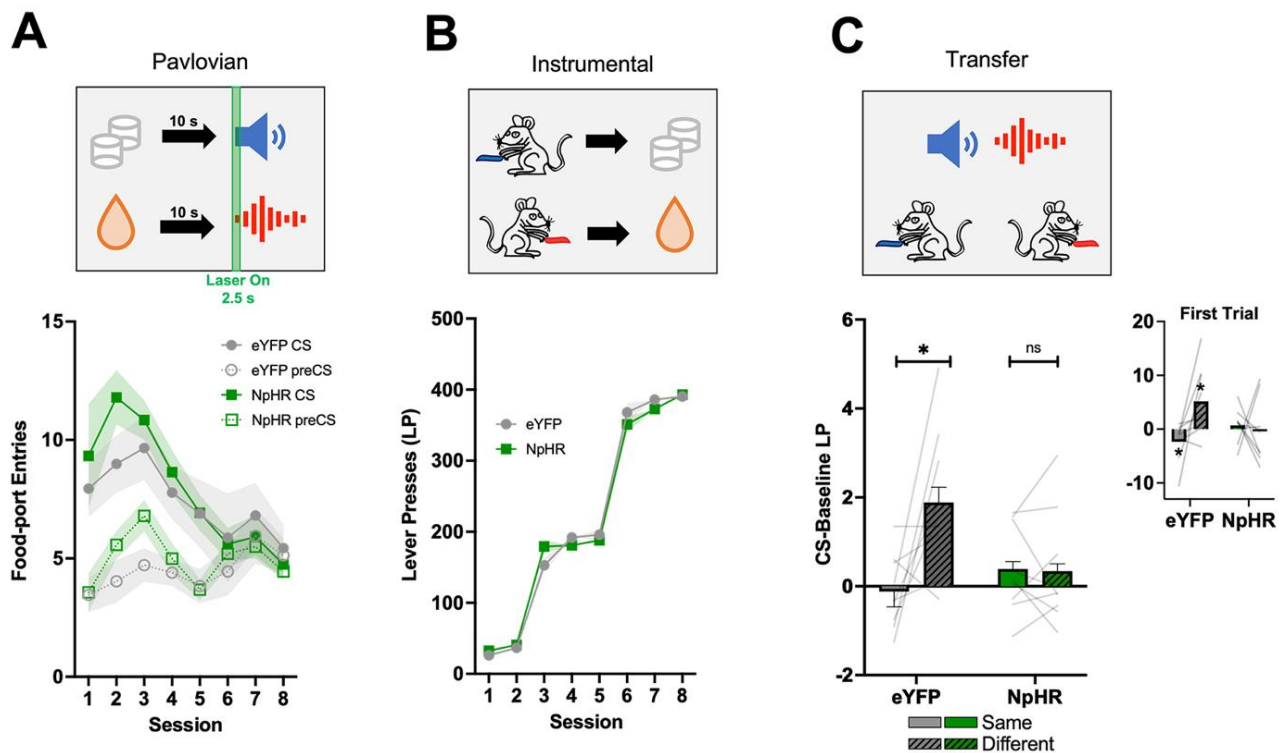 A
Pavlovian
10 s
10 s
Laser On
2.5 s
15
10
5
0
Food-port Entries
eYFP CS
eYFP preCS
NpHR CS
NpHR preCS
1 2 3 4 5 6 7 8
Session
B
Instrumental
500
400
300
200
100
0
Lever Presses (LP)
eYFP
NpHR
1 2 3 4 5 6 7 8
Session
C
Transfer
6
4
2
0
-2
CS-Baseline LP
*
ns
eYFP NpHR
Same
Different
First Trial
20
10
0
-10
*
*
eYFP NpHR